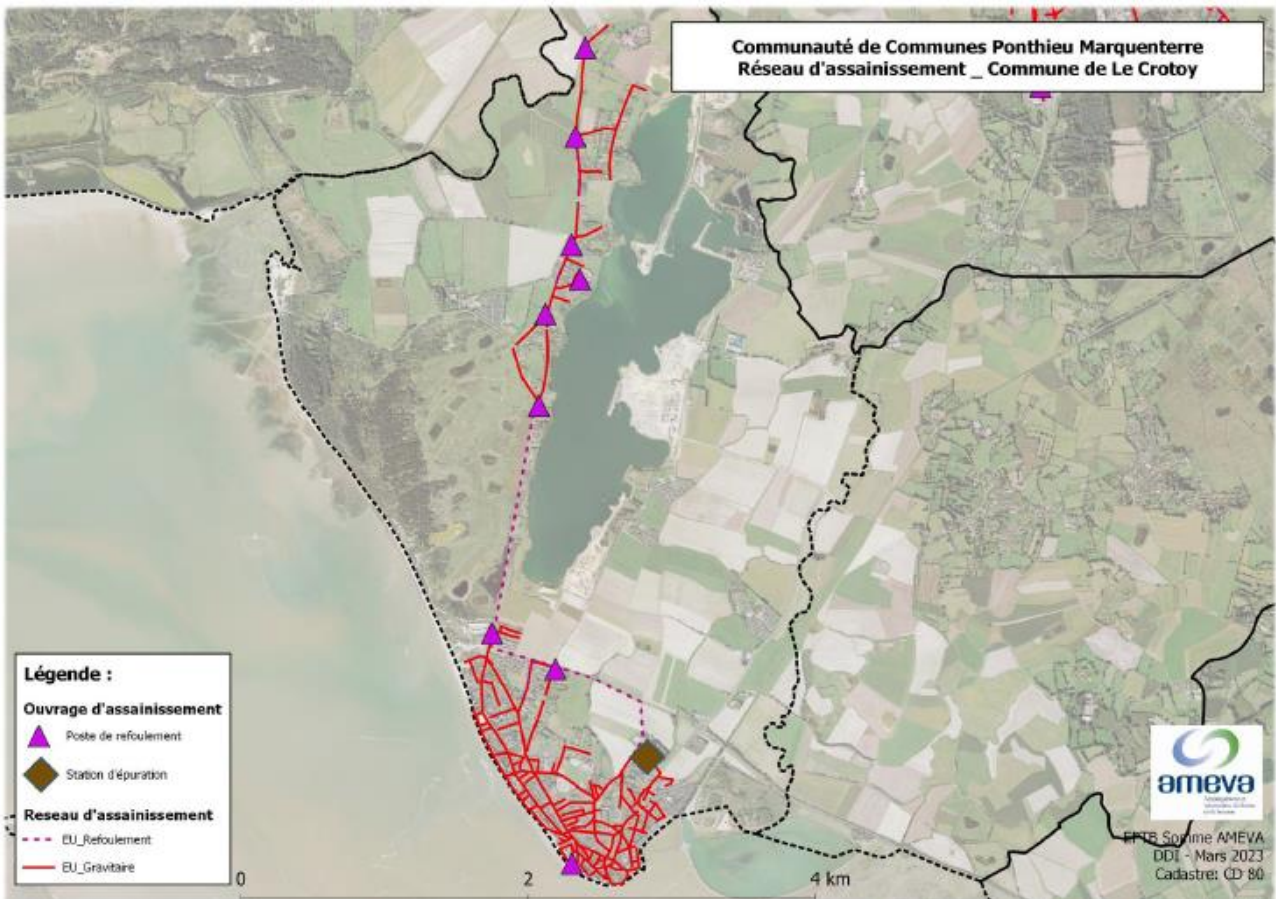 Communauté de Communes Ponthieu Marquenterre
Réseau d'assainissement _ Commune de Le Crotoy
Légende :
Ouvrage d'assainissement
Poste de refoulement
Station d'épuration
Reseau d'assainissement
EU_Refoulement
EU_Gravitaire
0 2 4 km
ameva
EPTB Somme AMEVA
DDI - Mars 2023
Cadastre: CD 80